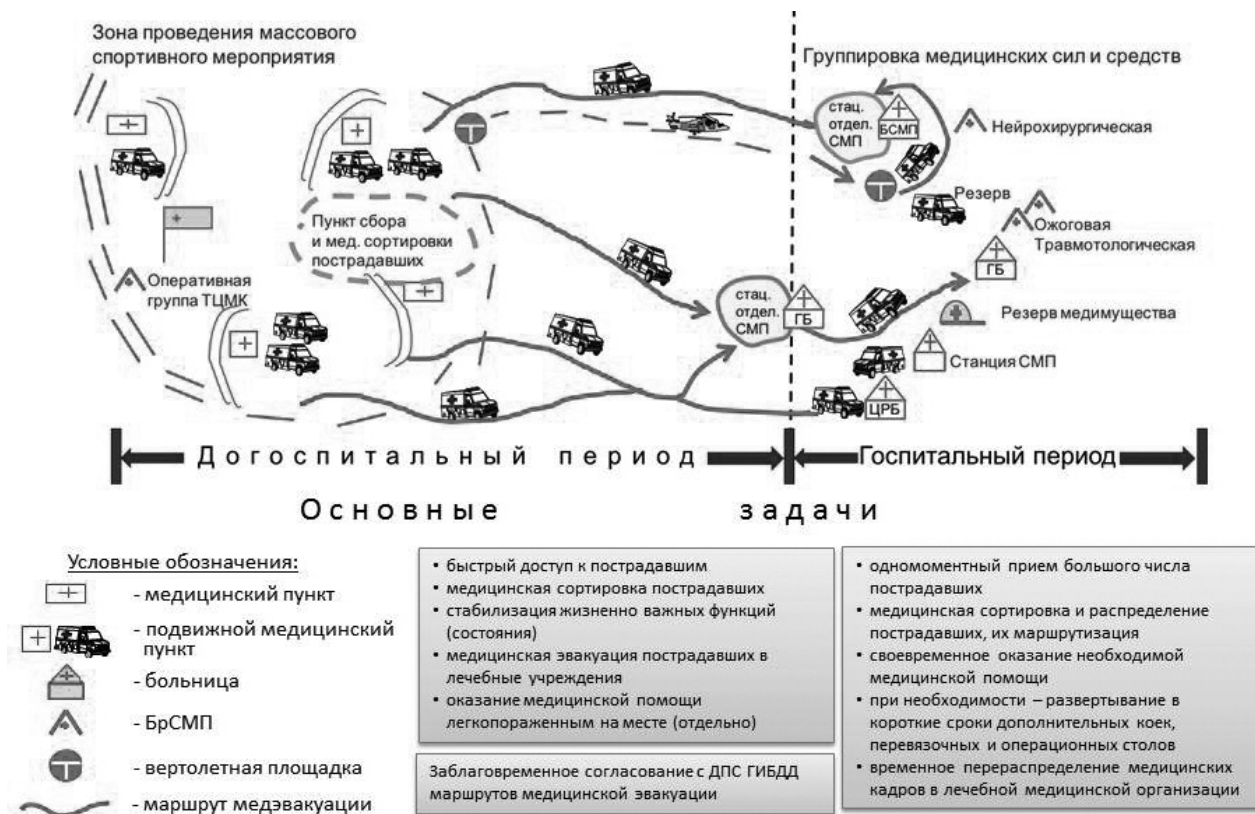 Зона проведения массового
спортивного мероприятия
Группировка медицинских сил и средств
стац.
отдел.
СМП
БСМП
Нейрохирургическая
Резерв
Пункт сбора
и мед. сортировки
пострадавших
Ожоговая
Травмотологическая
ГБ
Оперативная
группа ТЦМК
стац.
отдел.
СМП
ГБ
Резерв медимущества
Станция СМП
ЦРБ
Догоспитальный период
Госпитальный период
Основные задачи
Условные обозначения:
- медицинский пункт
- подвижной медицинский
пункт
- больница
- БрСМП
- вертолетная площадка
- маршрут медэвакуации
• быстрый доступ к пострадавшим
• медицинская сортировка пострадавших
• стабилизация жизненно важных функций
(состояния)
• медицинская эвакуация пострадавших в
лечебные учреждения
• оказание медицинской помощи
легкопораженным на месте (отдельно)
Заблаговременное согласование с ДПС ГИБДД
маршрутов медицинской эвакуации
• одномоментный прием большого числа
пострадавших
• медицинская сортировка и распределение
пострадавших, их маршрутизация
• своевременное оказание необходимой
медицинской помощи
• при необходимости – развертывание в
короткие сроки дополнительных коек,
перевязочных и операционных столов
• временное перераспределение медицинских
кадров в лечебной медицинской организации